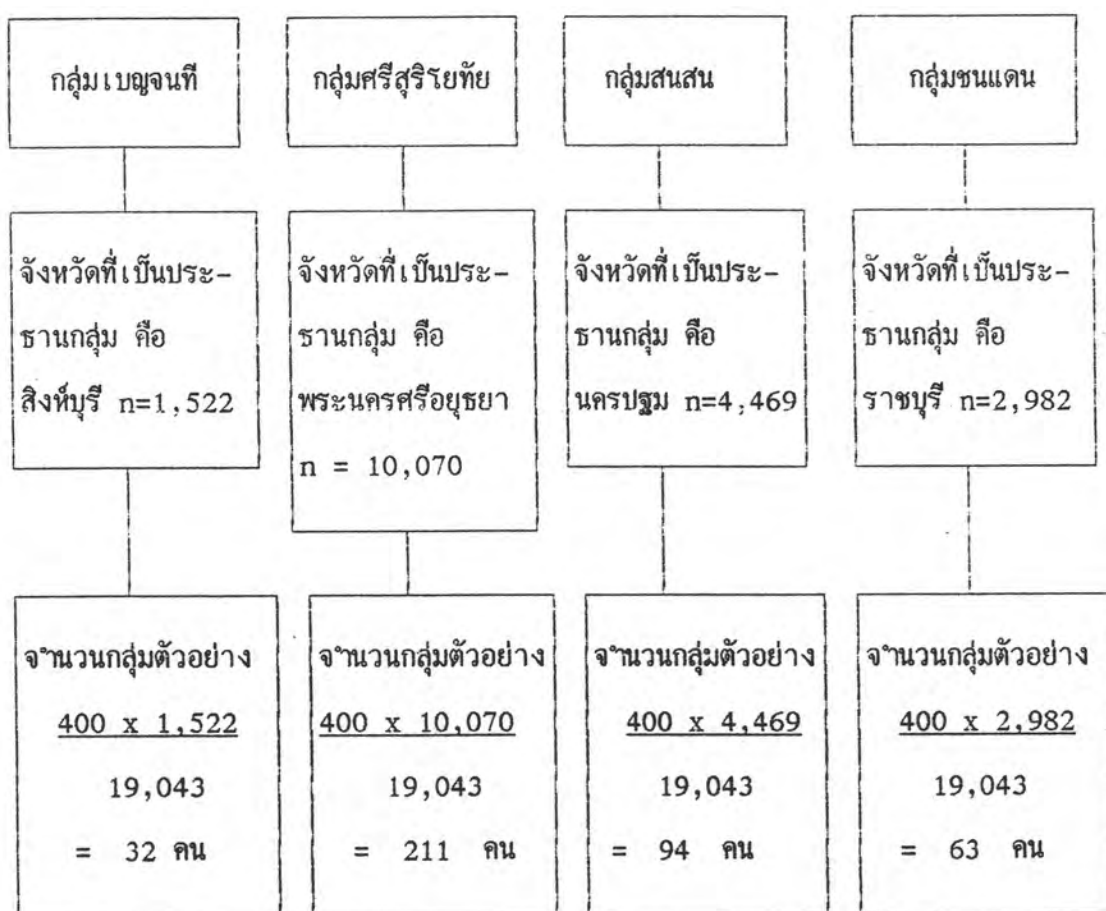 กลุ่มเบญจนที
กลุ่มศรีสุริโยทัย
กลุ่มสนสน
กลุ่มชนแดน
จังหวัดที่เป็นประ-
ธานกลุ่ม คือ
สิงห์บุรี n=1,522
จังหวัดที่เป็นประ-
ธานกลุ่ม คือ
พระนครศรีอยุธยา
n = 10,070
จังหวัดที่เป็นประ-
ธานกลุ่ม คือ
นครปฐม n=4,469
จังหวัดที่เป็นประ-
ธานกลุ่ม คือ
ราชบุรี n=2,982
จำนวนกลุ่มตัวอย่าง
400 x 1,522
19,043
= 32 คน
จำนวนกลุ่มตัวอย่าง
400 x 10,070
19,043
= 211 คน
จำนวนกลุ่มตัวอย่าง
400 x 4,469
19,043
= 94 คน
จำนวนกลุ่มตัวอย่าง
400 x 2,982
19,043
= 63 คน